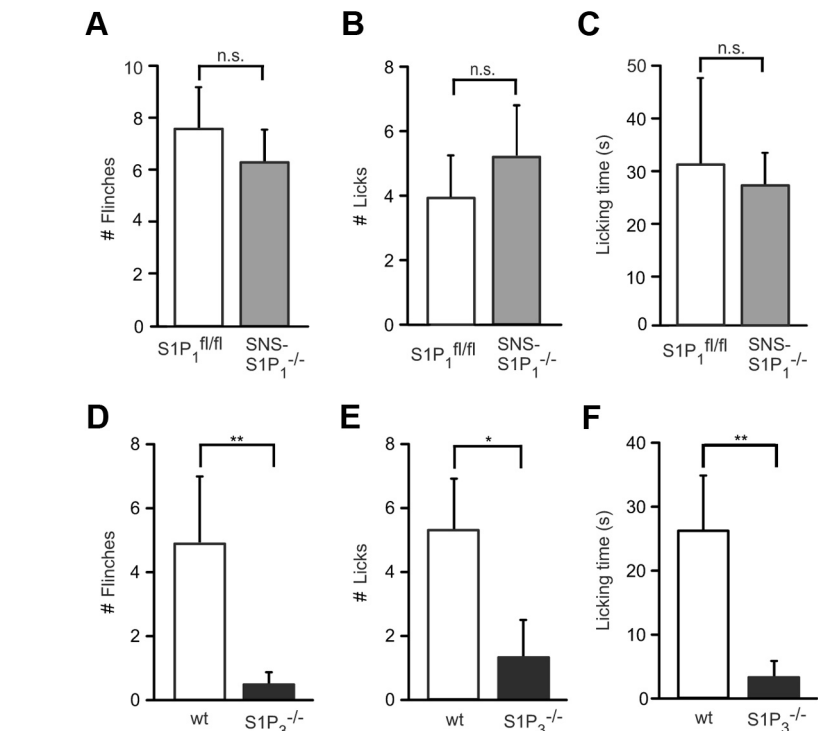 A
B
C
n.s.
n.s.
n.s.
10
8
6
4
2
0
# Flinches
8
6
4
2
0
# Licks
50
40
30
20
10
0
Licking time (s)
S1P1fl/fl
SNS-
S1P1-/-
S1P1fl/fl
SNS-
S1P1-/-
S1P1fl/fl
SNS-
S1P1-/-
D
E
F
**
*
**
8
6
4
2
0
# Flinches
8
6
4
2
0
# Licks
40
30
20
10
0
Licking time (s)
wt
S1P3-/-
wt
S1P3-/-
wt
S1P3-/-